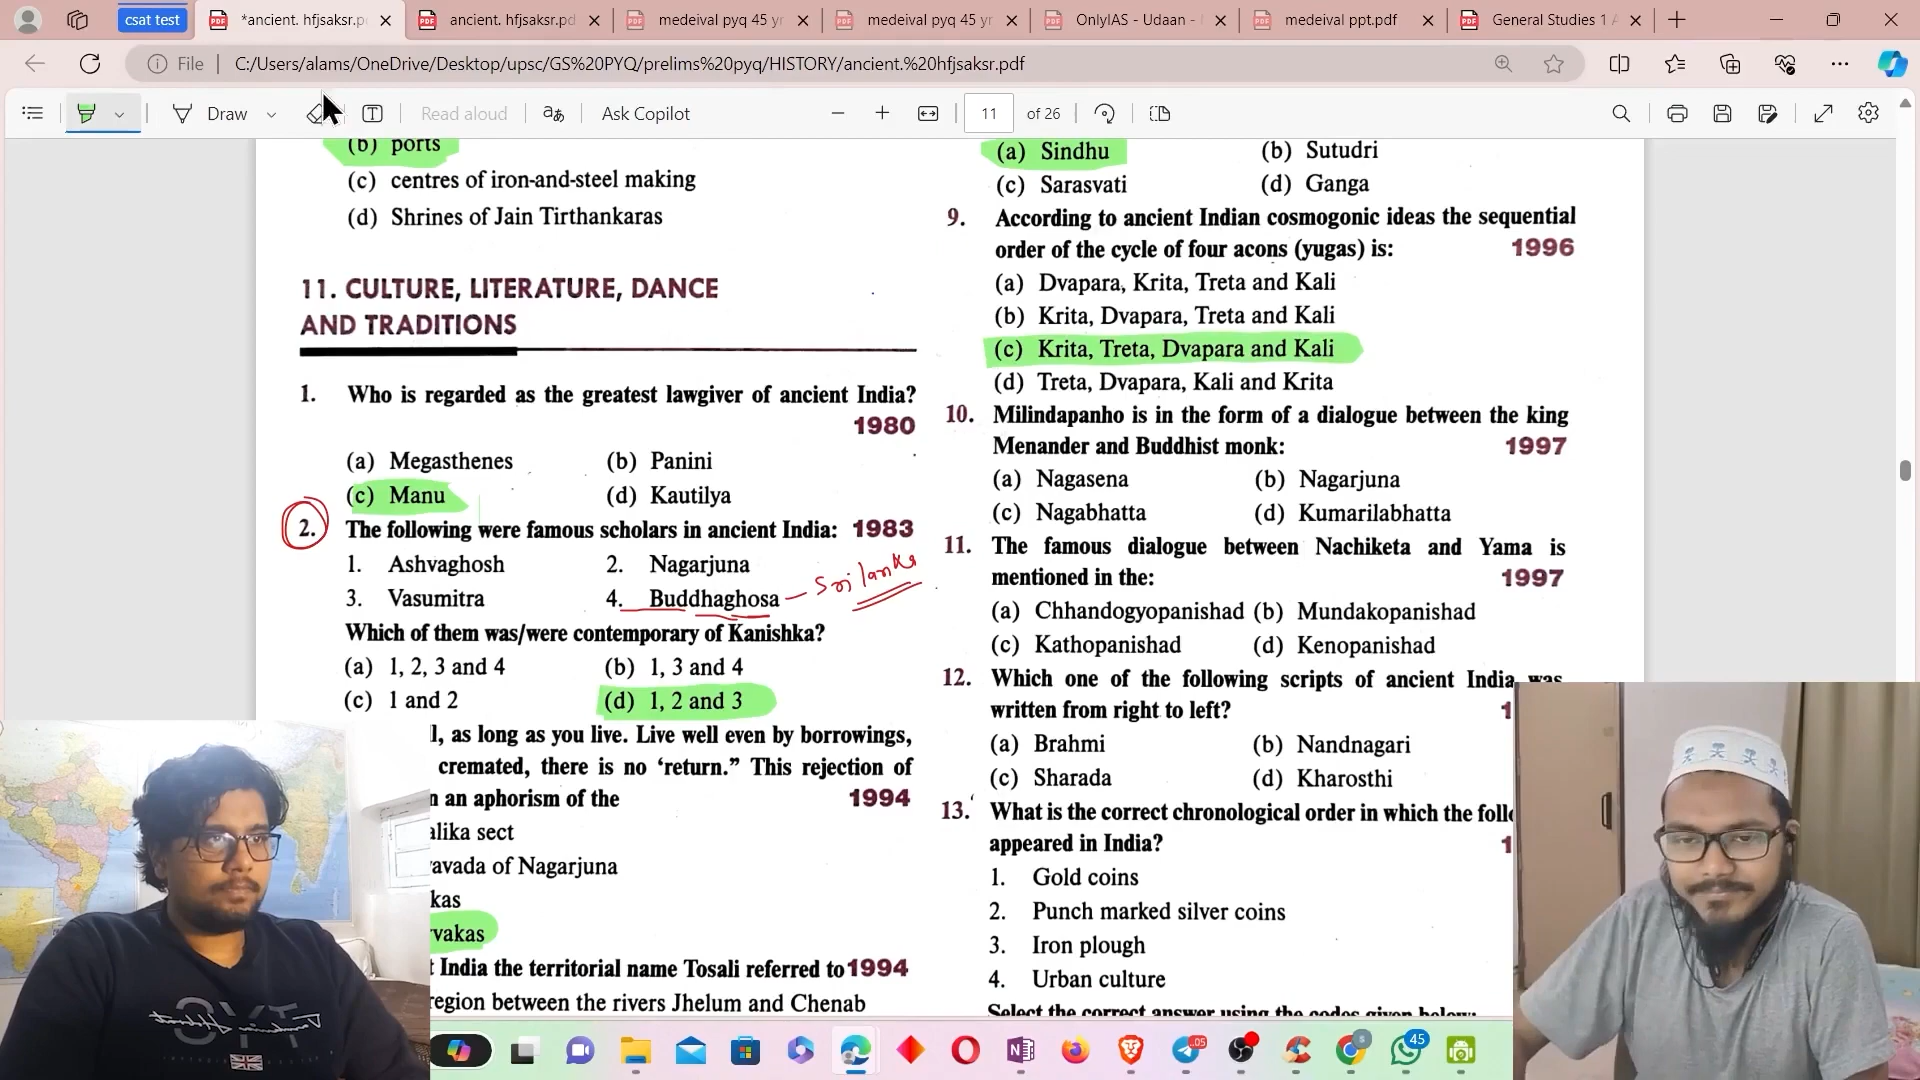 csat test
*ancient. hfjsaksr.p
ancient. hfjsaksr.pd
medeival pyq 45 yr
medeival pyq 45 yr
OnlyIAS - Udaan -
medeival ppt.pdf
General Studies 1
File
C:/Users/alams/OneDrive/Desktop/upsc/GS%20PYQ/prelims%20pyq/HISTORY/ancient.%20hfjsaksr.pdf
Draw
Read aloud
Ask Copilot
11 of 26
(b) ports
(c) centres of iron-and-steel making
(d) Shrines of Jain Tirthankaras
11. CULTURE, LITERATURE, DANCE
AND TRADITIONS
1. Who is regarded as the greatest lawgiver of ancient India?
1980
(a) Megasthenes (b) Panini
(c) Manu (d) Kautilya
2. The following were famous scholars in ancient India: 1983
1. Ashvaghosh 2. Nagarjuna
3. Vasumitra 4. Buddhaghosa – Sri lanka
Which of them was/were contemporary of Kanishka?
(a) 1, 2, 3 and 4 (b) 1, 3 and 4
(c) 1 and 2 (d) 1, 2 and 3
l, as long as you live. Live well even by borrowings,
cremated, there is no ‘return.” This rejection of
n an aphorism of the 1994
alika sect
avada of Nagarjuna
kas
vakas
t India the territorial name Tosali referred to 1994
region between the rivers Jhelum and Chenab
(a) Sindhu (b) Sutudri
(c) Sarasvati (d) Ganga
9. According to ancient Indian cosmogonic ideas the sequential
order of the cycle of four acons (yugas) is: 1996
(a) Dvapara, Krita, Treta and Kali
(b) Krita, Dvapara, Treta and Kali
(c) Krita, Treta, Dvapara and Kali
(d) Treta, Dvapara, Kali and Krita
10. Milindapanho is in the form of a dialogue between the king
Menander and Buddhist monk: 1997
(a) Nagasena (b) Nagarjuna
(c) Nagabhatta (d) Kumarilabhatta
11. The famous dialogue between Nachiketa and Yama is
mentioned in the: 1997
(a) Chhandogyopanishad (b) Mundakopanishad
(c) Kathopanishad (d) Kenopanishad
12. Which one of the following scripts of ancient India was
written from right to left? 1
(a) Brahmi (b) Nandnagari
(c) Sharada (d) Kharosthi
13. What is the correct chronological order in which the foll
appeared in India? 1
1. Gold coins
2. Punch marked silver coins
3. Iron plough
4. Urban culture
Select the correct answer using the codes given below:
45